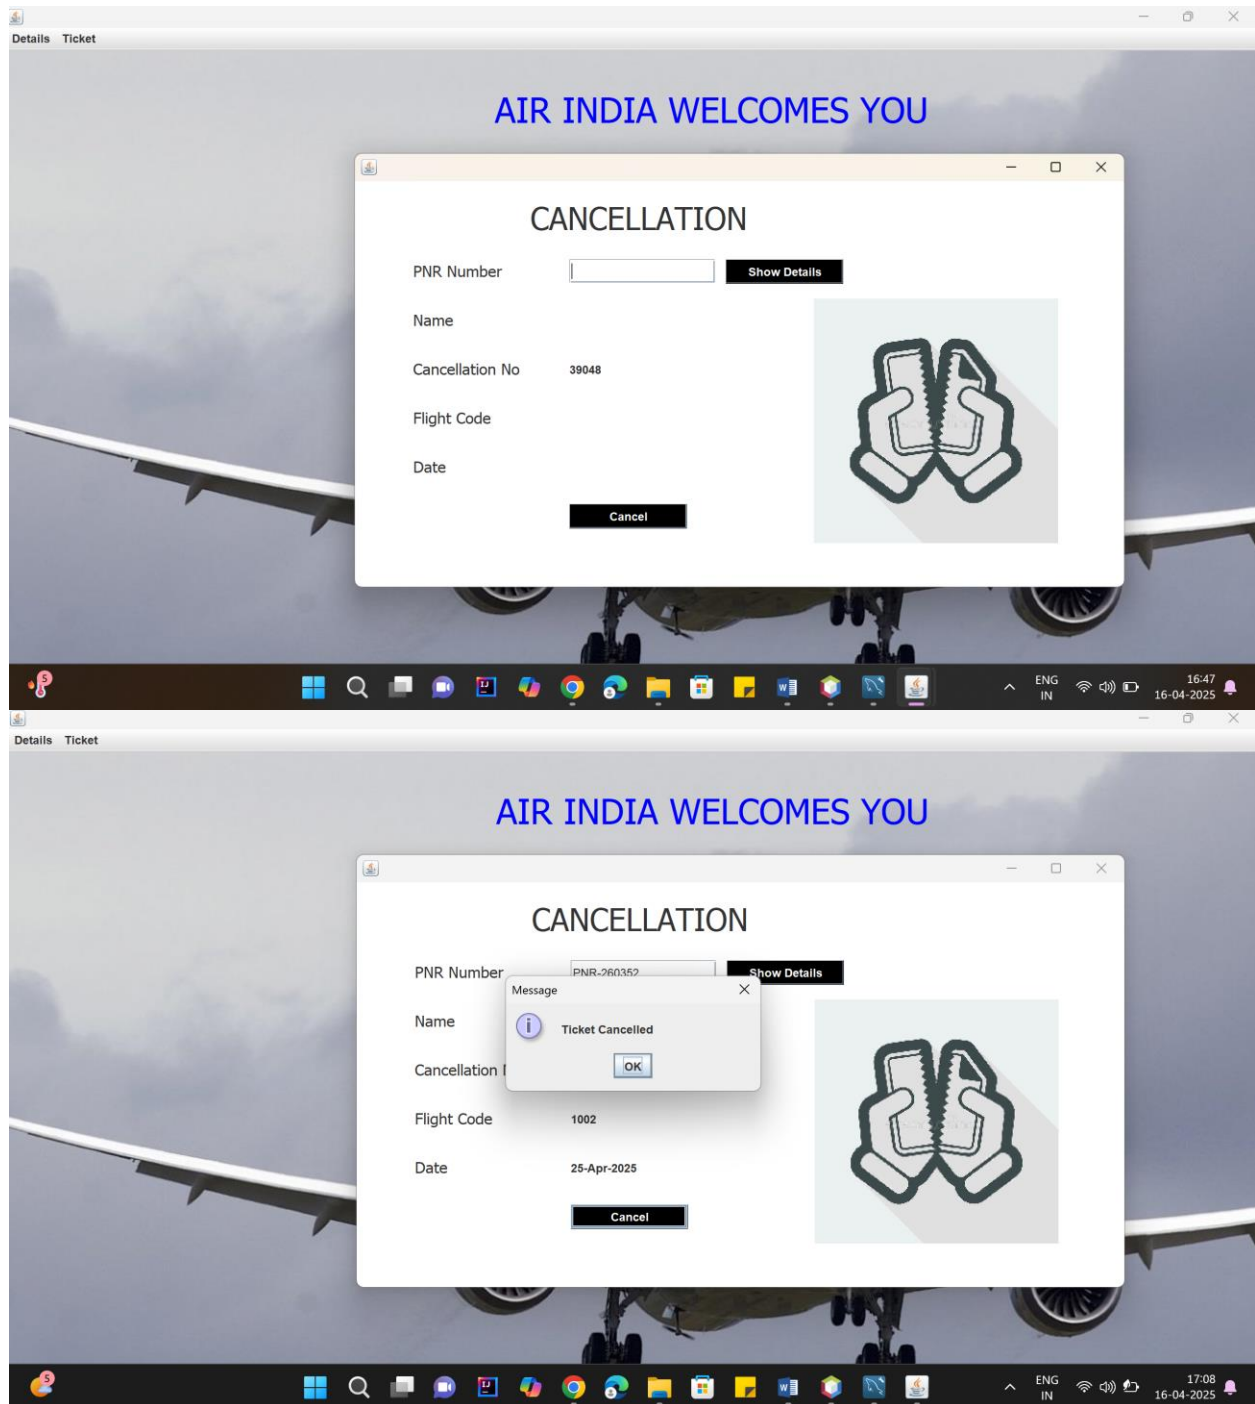 Details Ticket
AIR INDIA WELCOMES YOU
CANCELLATION
PNR Number Show Details
Name
Cancellation No 39048
Flight Code
Date
Cancel
5
ENG
IN
16:47
16-04-2025
Details Ticket
AIR INDIA WELCOMES YOU
CANCELLATION
PNR Number PNR-260352 Show Details
Message
Name
Ticket Cancelled
Cancellation
OK
Flight Code 1002
Date 25-Apr-2025
Cancel
5
ENG
IN
17:08
16-04-2025